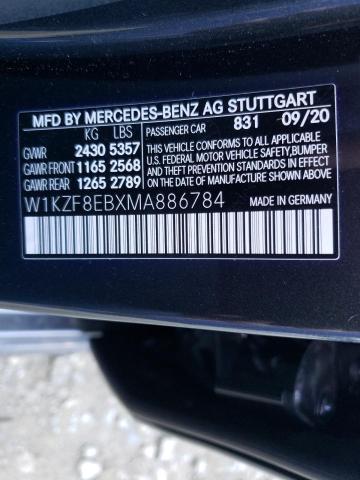 MFD BY MERCEDES-BENZ AG STUTTGART
KG LBS PASSENGER CAR 831 09/20
GVWR 2430 5357
GAWR FRONT 1165 2568
GAWR REAR 1265 2789
THIS VEHICLE CONFORMS TO ALL APPLICABLE
U.S. FEDERAL MOTOR VEHICLE SAFETY, BUMPER
AND THEFT PREVENTION STANDARDS IN EFFECT
ON THE DATE OF MANUFACTURE SHOWN ABOVE.
W1KZF8EBXMA886784 MADE IN GERMANY